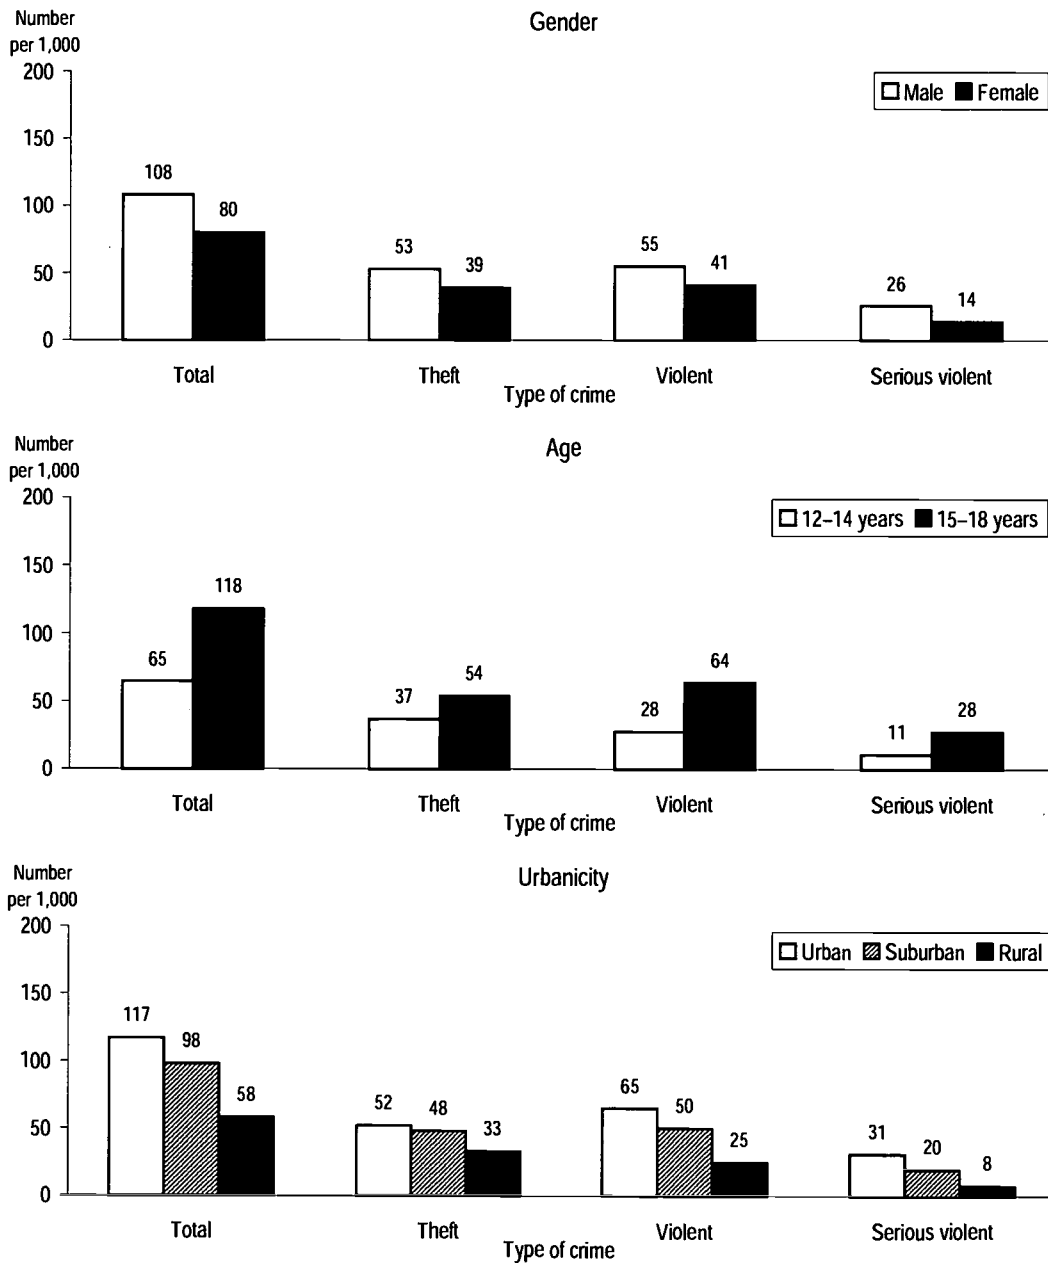 Gender
Number
per 1,000
Male Female
200
150
100
50
0
108 80 53 39 55 41 26 14
Total Theft Violent Serious violent
Type of crime
Age
Number
per 1,000
12–14 years 15–18 years
200
150
100
50
0
65 118 37 54 28 64 11 28
Total Theft Violent Serious violent
Type of crime
Urbanicity
Number
per 1,000
Urban Suburban Rural
200
150
100
50
0
117 98 58 52 48 33 65 50 25 31 20 8
Total Theft Violent Serious violent
Type of crime